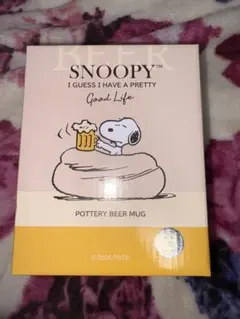 BEER
SNOOPY™
I GUESS I HAVE A PRETTY
Good Life.
POTTERY BEER MUG